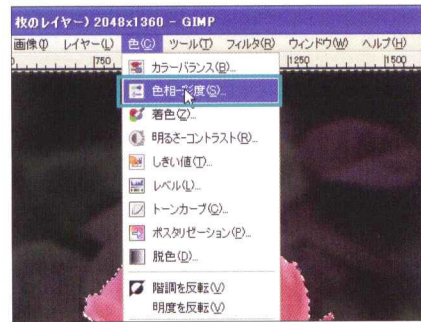 枚のレイヤー) 2048x1360 – GIMP
画像(I) レイヤー(L) 色(C) ツール(T) フィルタ(R) ウィンドウ(W) ヘルプ(H)
750 1250 1500
カラーバランス(B)...
色相-彩度(S)...
着色(Z)...
明るさ-コントラスト(R)...
しきい値(T)...
レベル(L)...
トーンカーブ(C)...
ポスタリゼーション(P)...
脱色(D)...
階調を反転(V)
明度を反転(V)